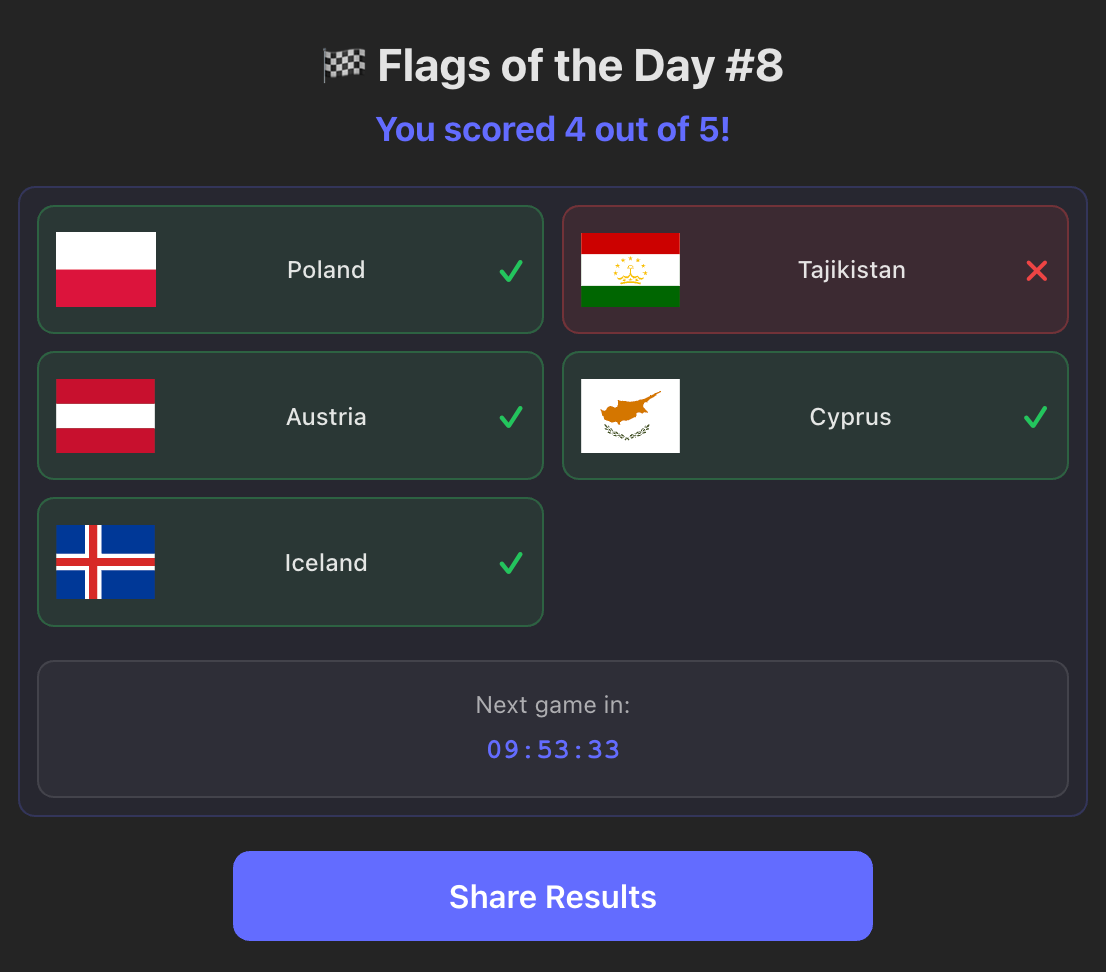 Flags of the Day #8
You scored 4 out of 5!
Poland
Tajikistan
Austria
Cyprus
Iceland
Next game in:
09:53:33
Share Results